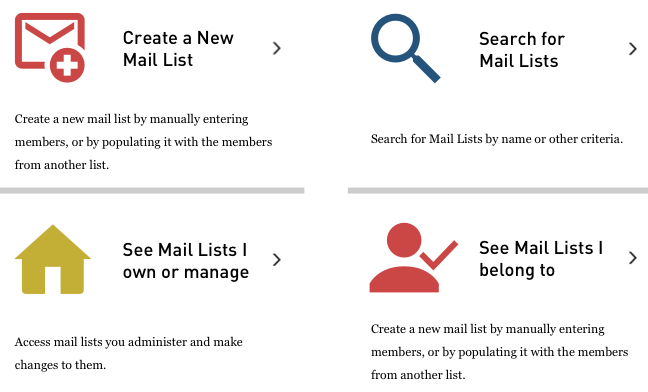 Create a New
Mail List
Create a new mail list by manually entering
members, or by populating it with the members
from another list.
Search for
Mail Lists
Search for Mail Lists by name or other criteria.
See Mail Lists I
own or manage
Access mail lists you administer and make
changes to them.
See Mail Lists I
belong to
Create a new mail list by manually entering
members, or by populating it with the members
from another list.